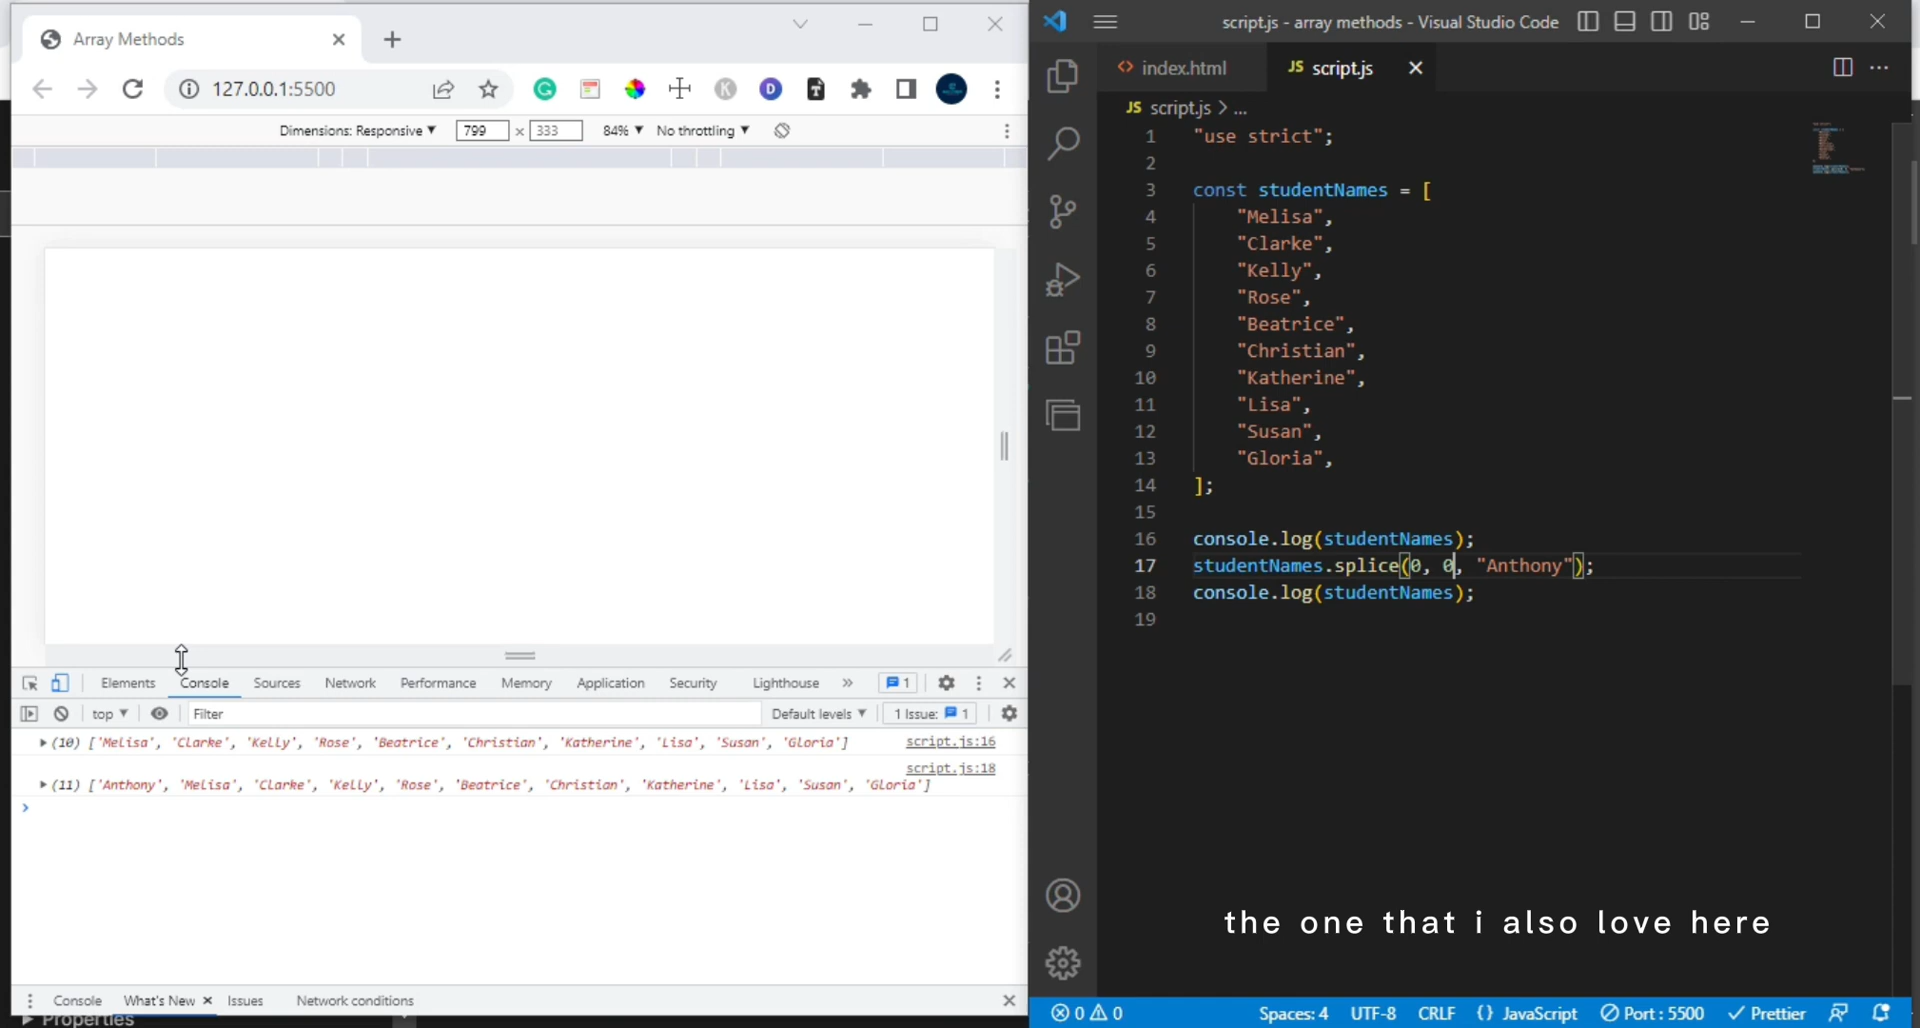 Array Methods
127.0.0.1:5500
K
D
T
Dimensions: Responsive
799 × 333
84%
No throttling
Elements
Console
Sources
Network
Performance
Memory
Application
Security
Lighthouse
»
1
top
Filter
Default levels
1 Issue: 1
(10) ['Melisa', 'Clarke', 'Kelly', 'Rose', 'Beatrice', 'Christian', 'Katherine', 'Lisa', 'Susan', 'Gloria']
script.js:16
script.js:18
(11) ['Anthony', 'Melisa', 'Clarke', 'Kelly', 'Rose', 'Beatrice', 'Christian', 'Katherine', 'Lisa', 'Susan', 'Gloria']
>
Console
What's New ×
Issues
Network conditions
Properties
script.js - array methods - Visual Studio Code
<> index.html
JS script.js
JS script.js > ...
1 "use strict";
2
3 const studentNames = [
4 "Melisa",
5 "Clarke",
6 "Kelly",
7 "Rose",
8 "Beatrice",
9 "Christian",
10 "Katherine",
11 "Lisa",
12 "Susan",
13 "Gloria",
14 ];
15
16 console.log(studentNames);
17 studentNames.splice(0, 0, "Anthony");
18 console.log(studentNames);
19
the one that i also love here
0 0
Spaces: 4
UTF-8
CRLF
{} JavaScript
Port : 5500
Prettier